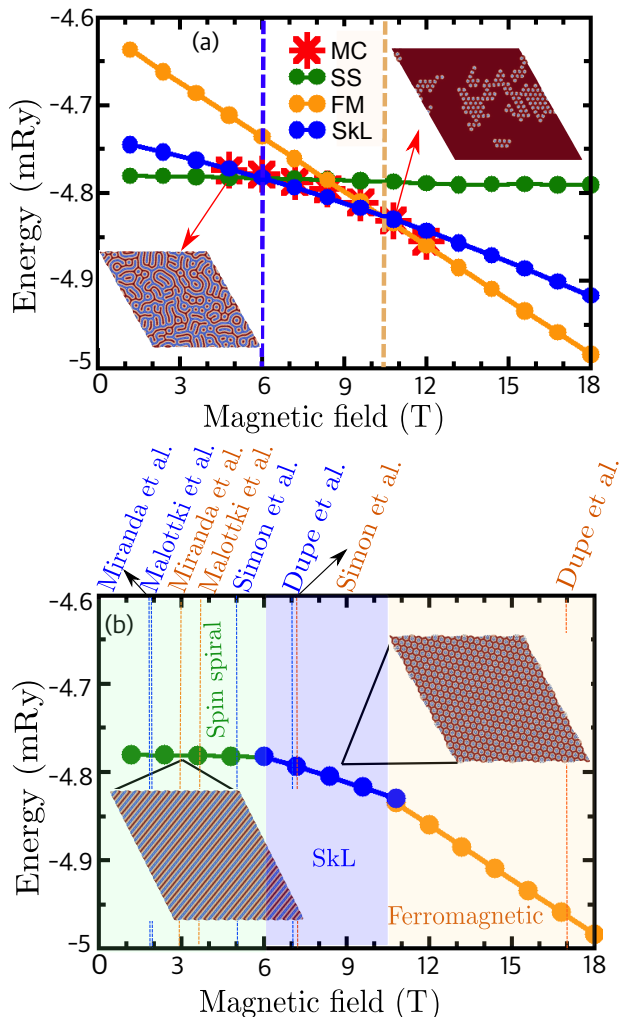 (a)
MC
SS
FM
SkL
Energy (mRy)
−4.6
−4.7
−4.8
−4.9
−5
0 3 6 9 12 15 18
Magnetic field (T)
Miranda et al.
Malottki et al.
Miranda et al.
Malottki et al.
Simon et al.
Dupe et al.
Simon et al.
Dupe et al.
(b)
Energy (mRy)
−4.6
−4.7
−4.8
−4.9
−5
Spin spiral
SkL
Ferromagnetic
0 3 6 9 12 15 18
Magnetic field (T)